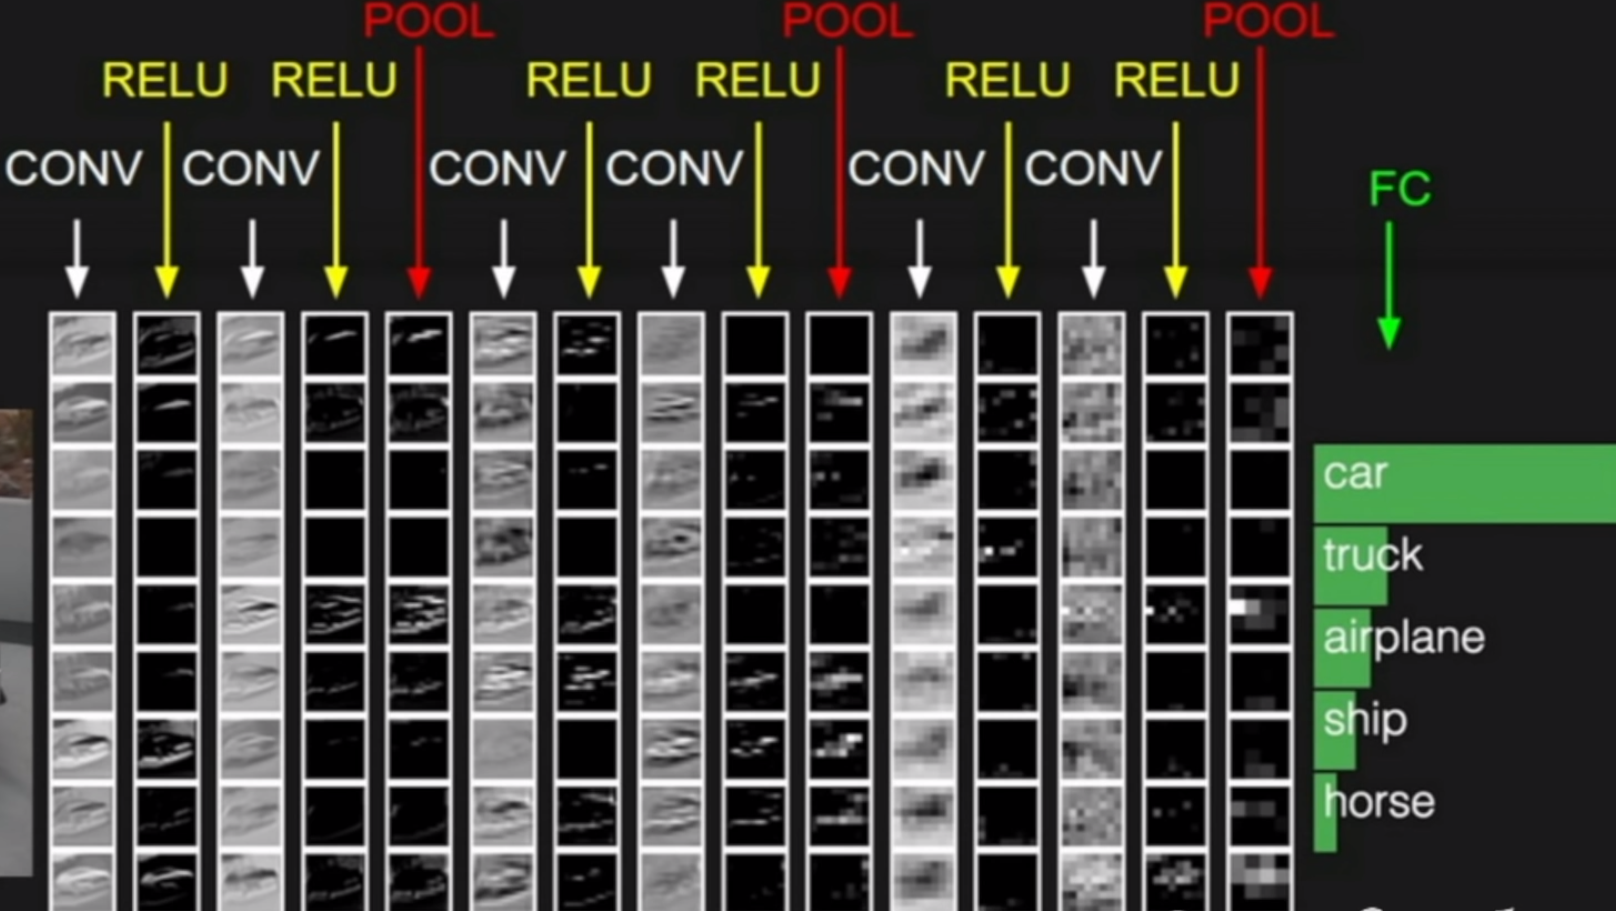 POOL POOL POOL
RELU RELU RELU RELU RELU RELU
CONV CONV CONV CONV CONV CONV
FC
car
truck
airplane
ship
horse